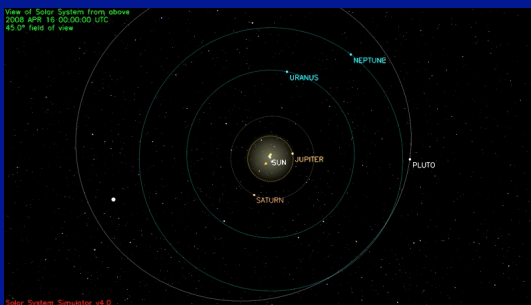 View of Solar System from above
2008 APR 16 00:00:00 UTC
45.0° field of view
NEPTUNE
URANUS
JUPITER
SUN
PLUTO
SATURN
Solar System Simulator v4.0